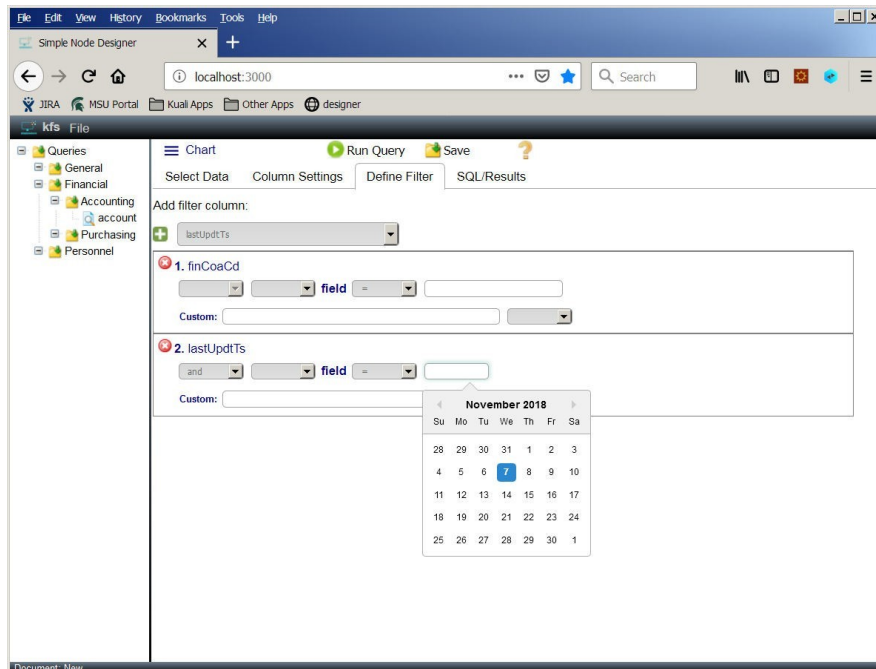 File Edit View History Bookmarks Tools Help
Simple Node Designer
localhost:3000
Search
JIRA MSU Portal Kuali Apps Other Apps designer
kfs File
Queries
General
Financial
Accounting
account
Purchasing
Personnel
Chart Run Query Save
Select Data Column Settings Define Filter SQL/Results
Add filter column:
lastUpdtTs
1. finCoaCd
field =
Custom:
2. lastUpdtTs
and field =
Custom:
November 2018
Su Mo Tu We Th Fr Sa
28 29 30 31 1 2 3
4 5 6 7 8 9 10
11 12 13 14 15 16 17
18 19 20 21 22 23 24
25 26 27 28 29 30 1
Document: New